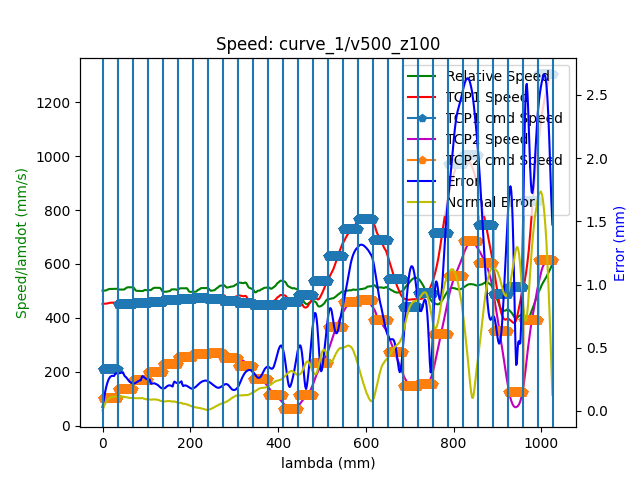 Speed: curve_1/v500_z100
Relative Speed
TCP1 Speed
TCP1 cmd Speed
TCP2 Speed
TCP2 cmd Speed
Error
Normal Error
Speed/lamdot (mm/s)
1200
1000
800
600
400
200
0
2.5
2.0
1.5
1.0
0.5
0.0
Error (mm)
0 200 400 600 800 1000
lambda (mm)